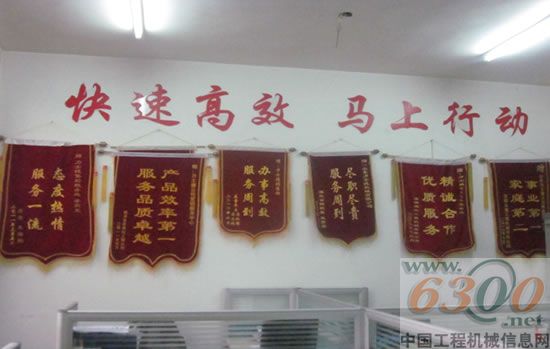 快速高效 马上行动
态度热情
服务一流
产品效率第一
服务品质卓越
办事高效
服务周到
尽职尽责
服务周到
精诚合作
优质服务
事业第一
家庭第二
www.
6300
.net
中国工程机械信息网